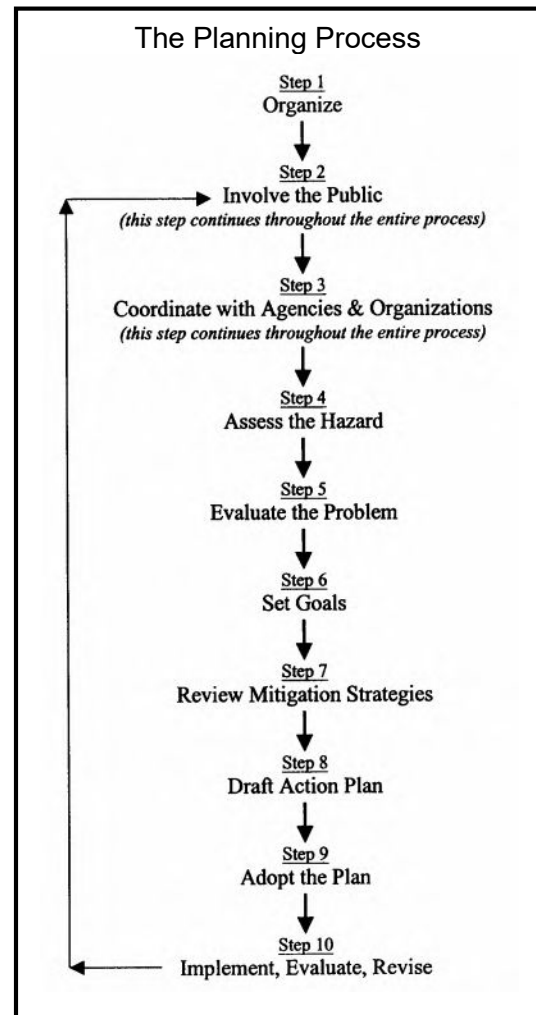 The Planning Process
Step 1
Organize
Step 2
Involve the Public
(this step continues throughout the entire process)
Step 3
Coordinate with Agencies & Organizations
(this step continues throughout the entire process)
Step 4
Assess the Hazard
Step 5
Evaluate the Problem
Step 6
Set Goals
Step 7
Review Mitigation Strategies
Step 8
Draft Action Plan
Step 9
Adopt the Plan
Step 10
Implement, Evaluate, Revise